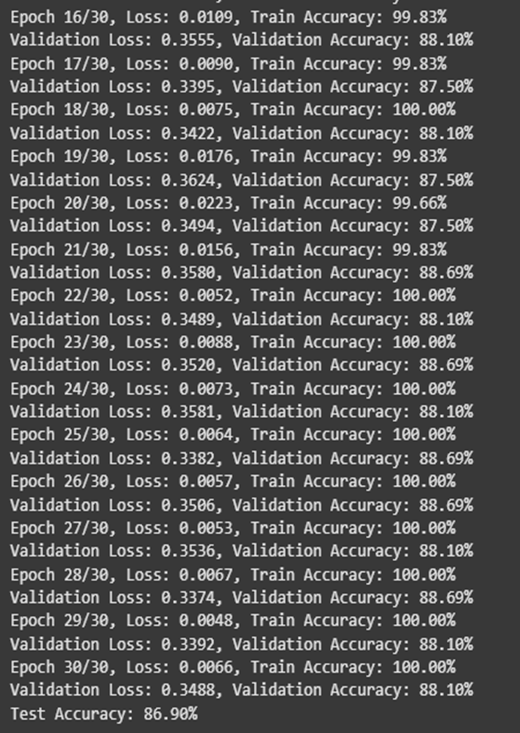 Epoch 16/30, Loss: 0.0109, Train Accuracy: 99.83%
Validation Loss: 0.3555, Validation Accuracy: 88.10%
Epoch 17/30, Loss: 0.0090, Train Accuracy: 99.83%
Validation Loss: 0.3395, Validation Accuracy: 87.50%
Epoch 18/30, Loss: 0.0075, Train Accuracy: 100.00%
Validation Loss: 0.3422, Validation Accuracy: 88.10%
Epoch 19/30, Loss: 0.0176, Train Accuracy: 99.83%
Validation Loss: 0.3624, Validation Accuracy: 87.50%
Epoch 20/30, Loss: 0.0223, Train Accuracy: 99.66%
Validation Loss: 0.3494, Validation Accuracy: 87.50%
Epoch 21/30, Loss: 0.0156, Train Accuracy: 99.83%
Validation Loss: 0.3580, Validation Accuracy: 88.69%
Epoch 22/30, Loss: 0.0052, Train Accuracy: 100.00%
Validation Loss: 0.3489, Validation Accuracy: 88.10%
Epoch 23/30, Loss: 0.0088, Train Accuracy: 100.00%
Validation Loss: 0.3520, Validation Accuracy: 88.69%
Epoch 24/30, Loss: 0.0073, Train Accuracy: 100.00%
Validation Loss: 0.3581, Validation Accuracy: 88.10%
Epoch 25/30, Loss: 0.0064, Train Accuracy: 100.00%
Validation Loss: 0.3382, Validation Accuracy: 88.69%
Epoch 26/30, Loss: 0.0057, Train Accuracy: 100.00%
Validation Loss: 0.3506, Validation Accuracy: 88.69%
Epoch 27/30, Loss: 0.0053, Train Accuracy: 100.00%
Validation Loss: 0.3536, Validation Accuracy: 88.10%
Epoch 28/30, Loss: 0.0067, Train Accuracy: 100.00%
Validation Loss: 0.3374, Validation Accuracy: 88.69%
Epoch 29/30, Loss: 0.0048, Train Accuracy: 100.00%
Validation Loss: 0.3392, Validation Accuracy: 88.10%
Epoch 30/30, Loss: 0.0066, Train Accuracy: 100.00%
Validation Loss: 0.3488, Validation Accuracy: 88.10%
Test Accuracy: 86.90%